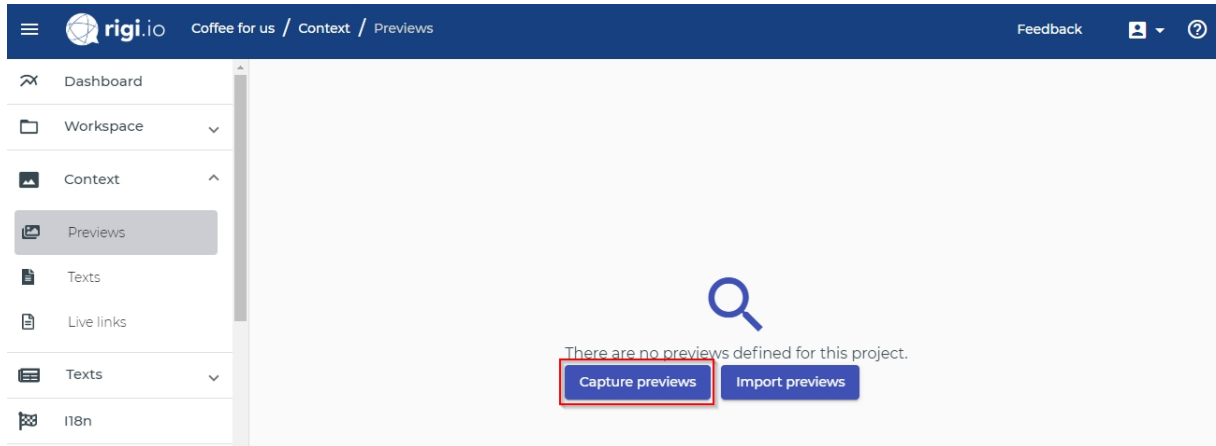 rigi.io Coffee for us / Context / Previews Feedback
Dashboard
Workspace
Context
Previews
Texts
Live links
Texts
I18n
There are no previews defined for this project.
Capture previews Import previews